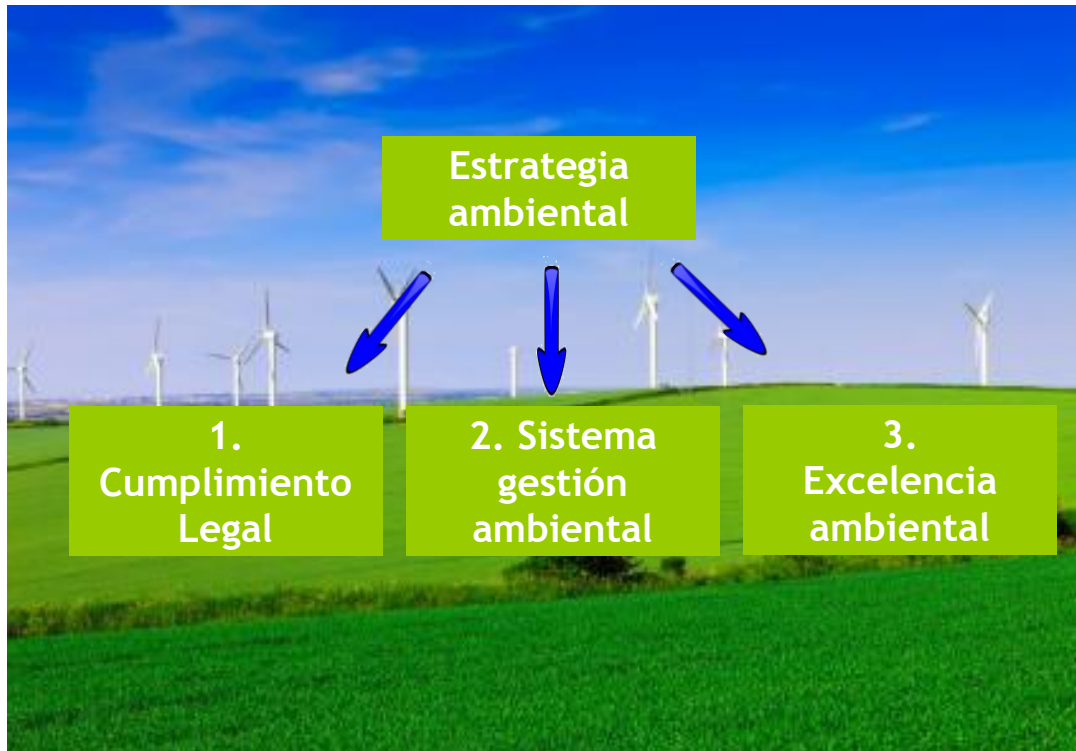 Estrategia
ambiental
1.
Cumplimiento
Legal
2. Sistema
gestión
ambiental
3.
Excelencia
ambiental